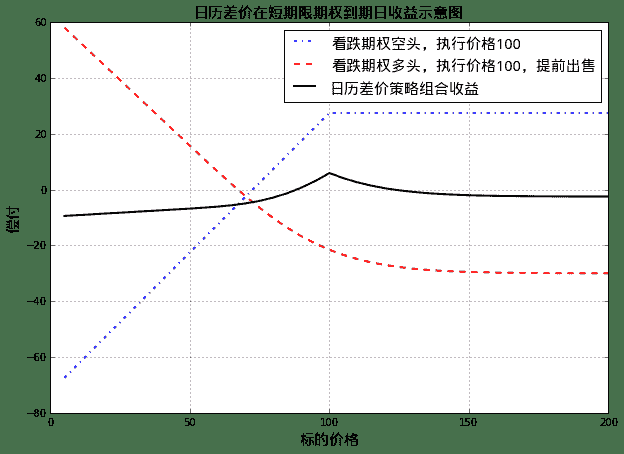 日历差价在短期限期权到期日收益示意图
看跌期权空头，执行价格100
看跌期权多头，执行价格100，提前出售
日历差价策略组合收益
60
40
20
0
−20
−40
−60
−80
偿付
0 50 100 150 200
标的价格